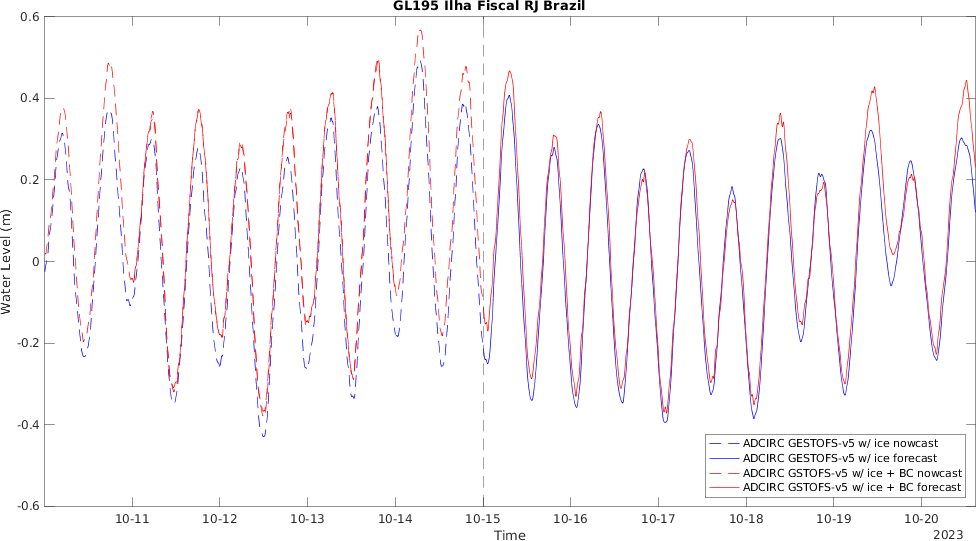 GL195 Ilha Fiscal RJ Brazil
0.6
0.4
0.2
0
-0.2
-0.4
-0.6
Water Level (m)
10-11
10-12
10-13
10-14
10-15
10-16
10-17
10-18
10-19
10-20
Time
2023
ADCIRC GESTOFS-v5 w/ ice nowcast
ADCIRC GESTOFS-v5 w/ ice forecast
ADCIRC GSTOFS-v5 w/ ice + BC nowcast
ADCIRC GSTOFS-v5 w/ ice + BC forecast